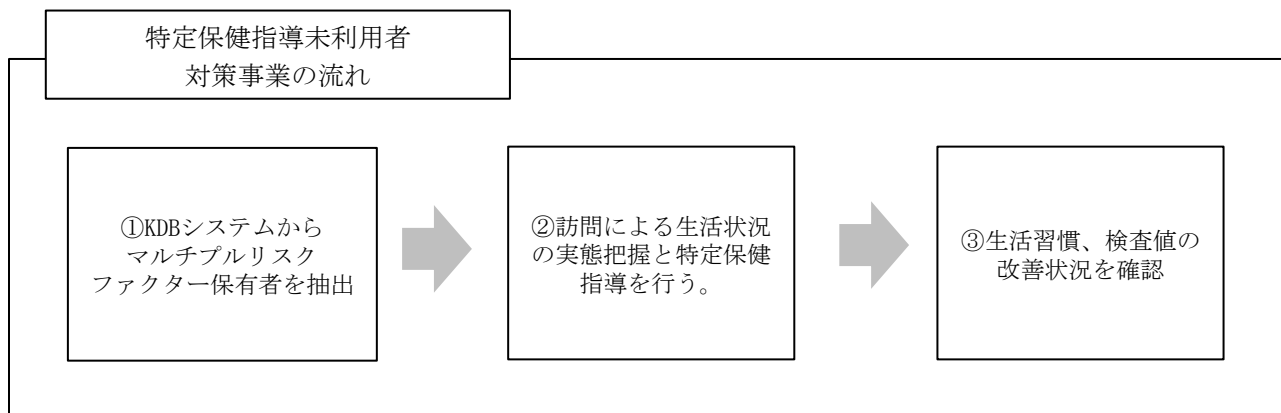 特定保健指導未利用者
対策事業の流れ
①KDBシステムから
マルチプルリスク
ファクター保有者を抽出
②訪問による生活状況
の実態把握と特定保健
指導を行う。
③生活習慣、検査値の
改善状況を確認